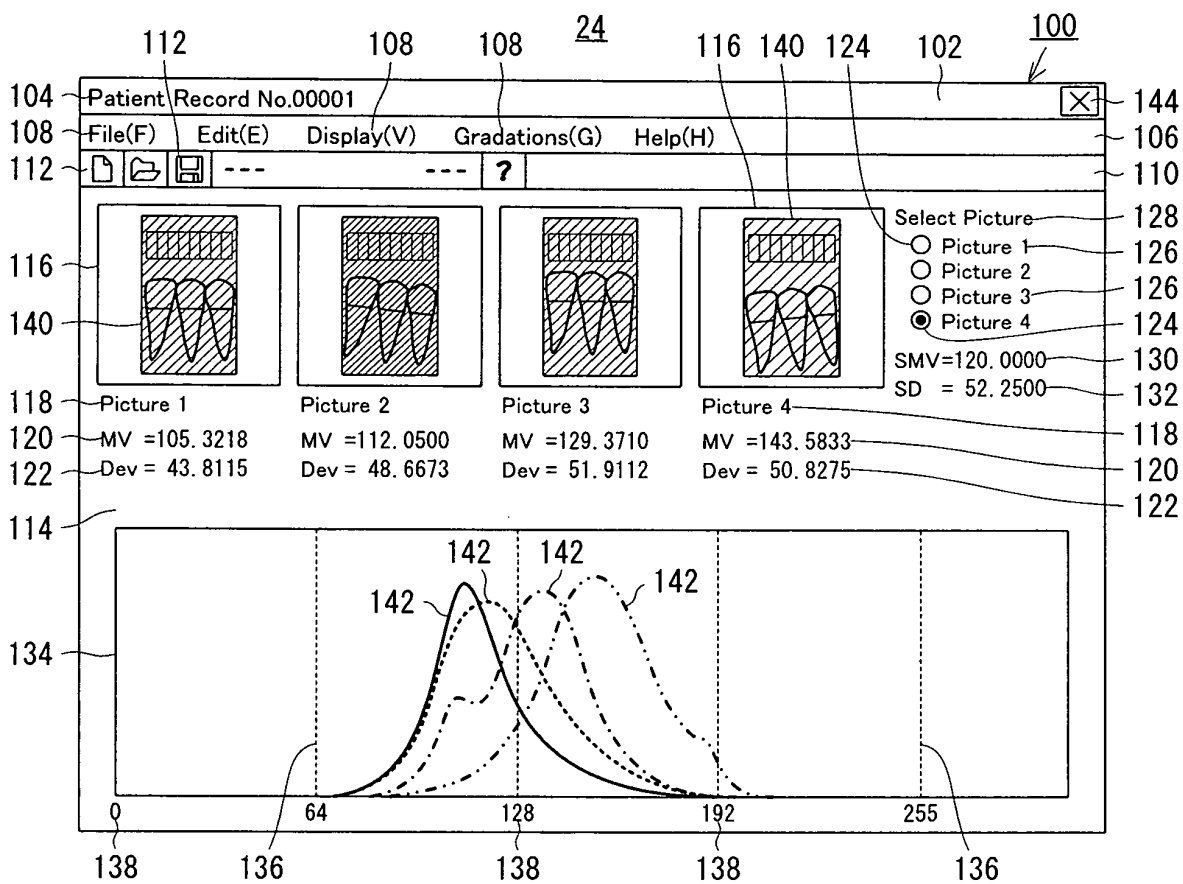 24
100
112 108 108 116 140 124 102
104 Patient Record No.00001 144
108 File(F) Edit(E) Display(V) Gradations(G) Help(H) 106
112 --- --- ? 110
Select Picture 128
116 Picture 1 126
Picture 2
Picture 3 126
140 Picture 4 124
SMV=120.0000 130
SD = 52.2500 132
118 Picture 1 Picture 2 Picture 3 Picture 4 118
120 MV =105.3218 MV =112.0500 MV =129.3710 MV =143.5833 120
122 Dev = 43.8115 Dev = 48.6673 Dev = 51.9112 Dev = 50.8275 122
114
142 142 142 142
134
0 64 128 192 255
138 136 138 138 136